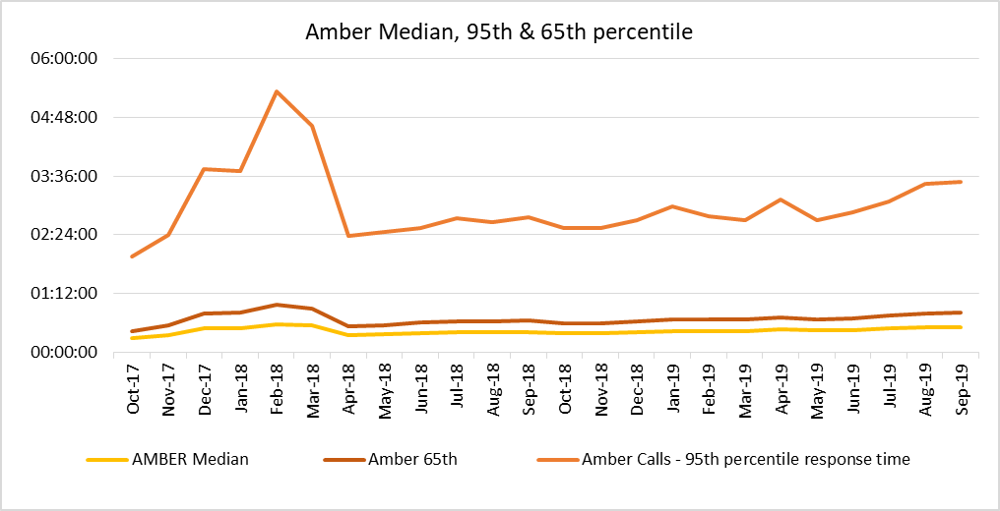 Amber Median, 95th & 65th percentile
06:00:00
04:48:00
03:36:00
02:24:00
01:12:00
00:00:00
Oct-17
Nov-17
Dec-17
Jan-18
Feb-18
Mar-18
Apr-18
May-18
Jun-18
Jul-18
Aug-18
Sep-18
Oct-18
Nov-18
Dec-18
Jan-19
Feb-19
Mar-19
Apr-19
May-19
Jun-19
Jul-19
Aug-19
Sep-19
AMBER Median
Amber 65th
Amber Calls - 95th percentile response time